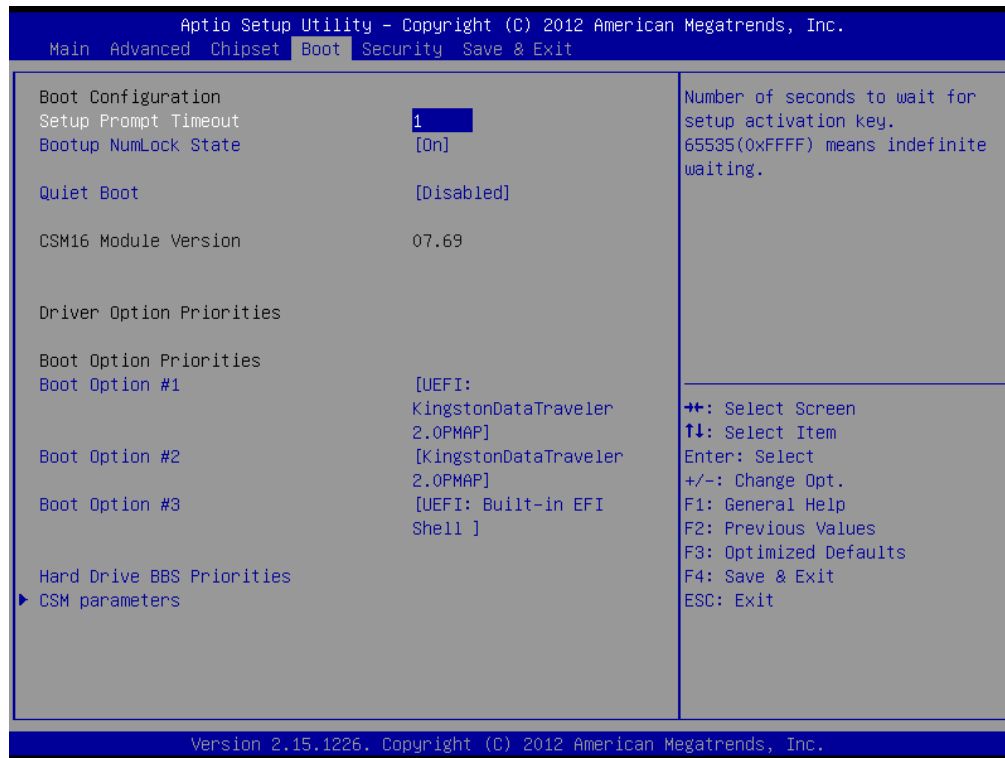 Aptio Setup Utility – Copyright (C) 2012 American Megatrends, Inc.
Main Advanced Chipset Boot Security Save & Exit
Boot Configuration
Setup Prompt Timeout 1
Bootup NumLock State [On]
Quiet Boot [Disabled]
CSM16 Module Version 07.69
Driver Option Priorities
Boot Option Priorities
Boot Option #1 [UEFI:
KingstonDataTraveler
2.0PMAP]
Boot Option #2 [KingstonDataTraveler
2.0PMAP]
Boot Option #3 [UEFI: Built-in EFI
Shell ]
Hard Drive BBS Priorities
CSM parameters
Number of seconds to wait for
setup activation key.
65535(0xFFFF) means indefinite
waiting.
→←: Select Screen
↑↓: Select Item
Enter: Select
+/-: Change Opt.
F1: General Help
F2: Previous Values
F3: Optimized Defaults
F4: Save & Exit
ESC: Exit
Version 2.15.1226. Copyright (C) 2012 American Megatrends, Inc.